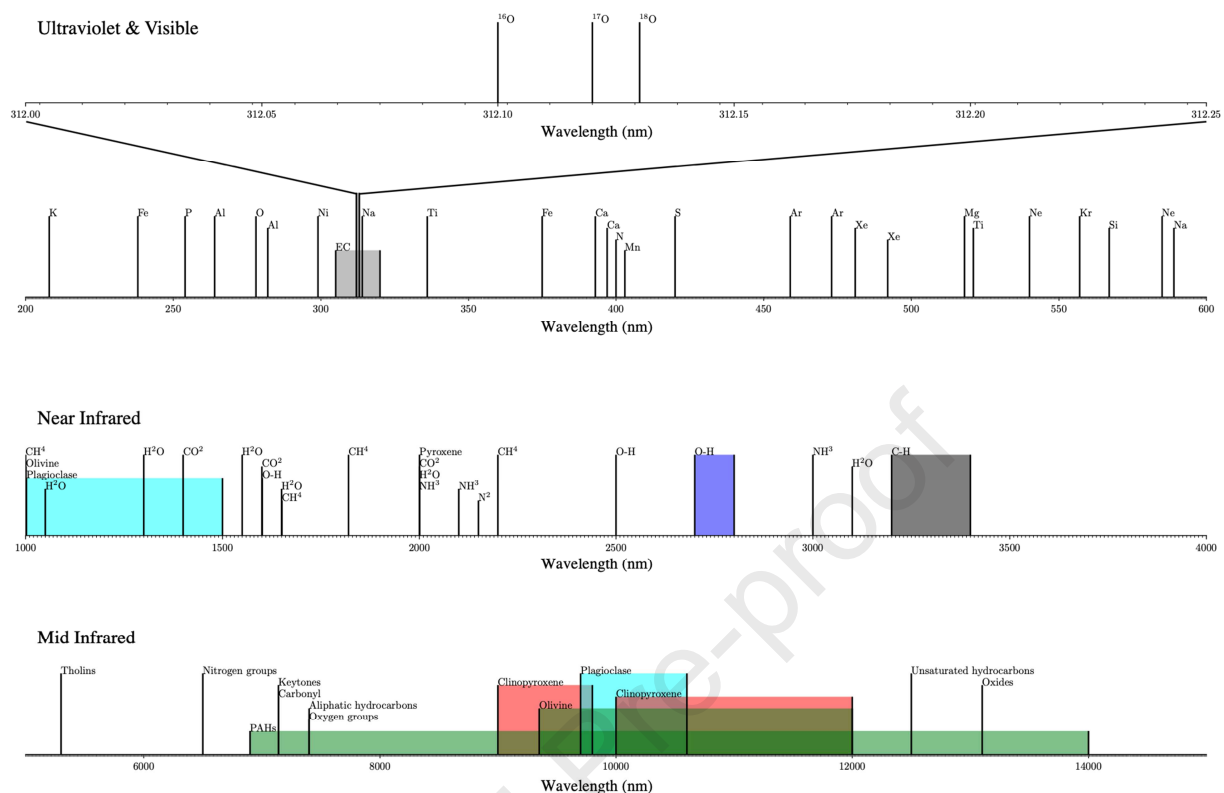 Ultraviolet & Visible
¹⁶O ¹⁷O ¹⁸O
312.00 312.05 312.10 312.15 312.20 312.25
Wavelength (nm)
K Fe P Al O Ni Na Ti Fe Ca S Ar Ar Mg Ne Kr Ne
Al Ca Xe Ti Si Na
N Xe
EC Mn
200 250 300 350 400 450 500 550 600
Wavelength (nm)
Near Infrared
CH⁴ H²O CO² H²O CH⁴ Pyroxene CH⁴ O-H O-H NH³ C-H
Olivine CO² CO² H²O
Plagioclase O-H H²O
H²O H²O NH³ NH³
CH⁴ N²
1000 1500 2000 2500 3000 3500 4000
Wavelength (nm)
Mid Infrared
Tholins Nitrogen groups Plagioclase Unsaturated hydrocarbons
Keytones Clinopyroxene Oxides
Carbonyl Clinopyroxene
Aliphatic hydrocarbons Olivine
Oxygen groups
PAHs
6000 8000 10000 12000 14000
Wavelength (nm)
Pre-proof